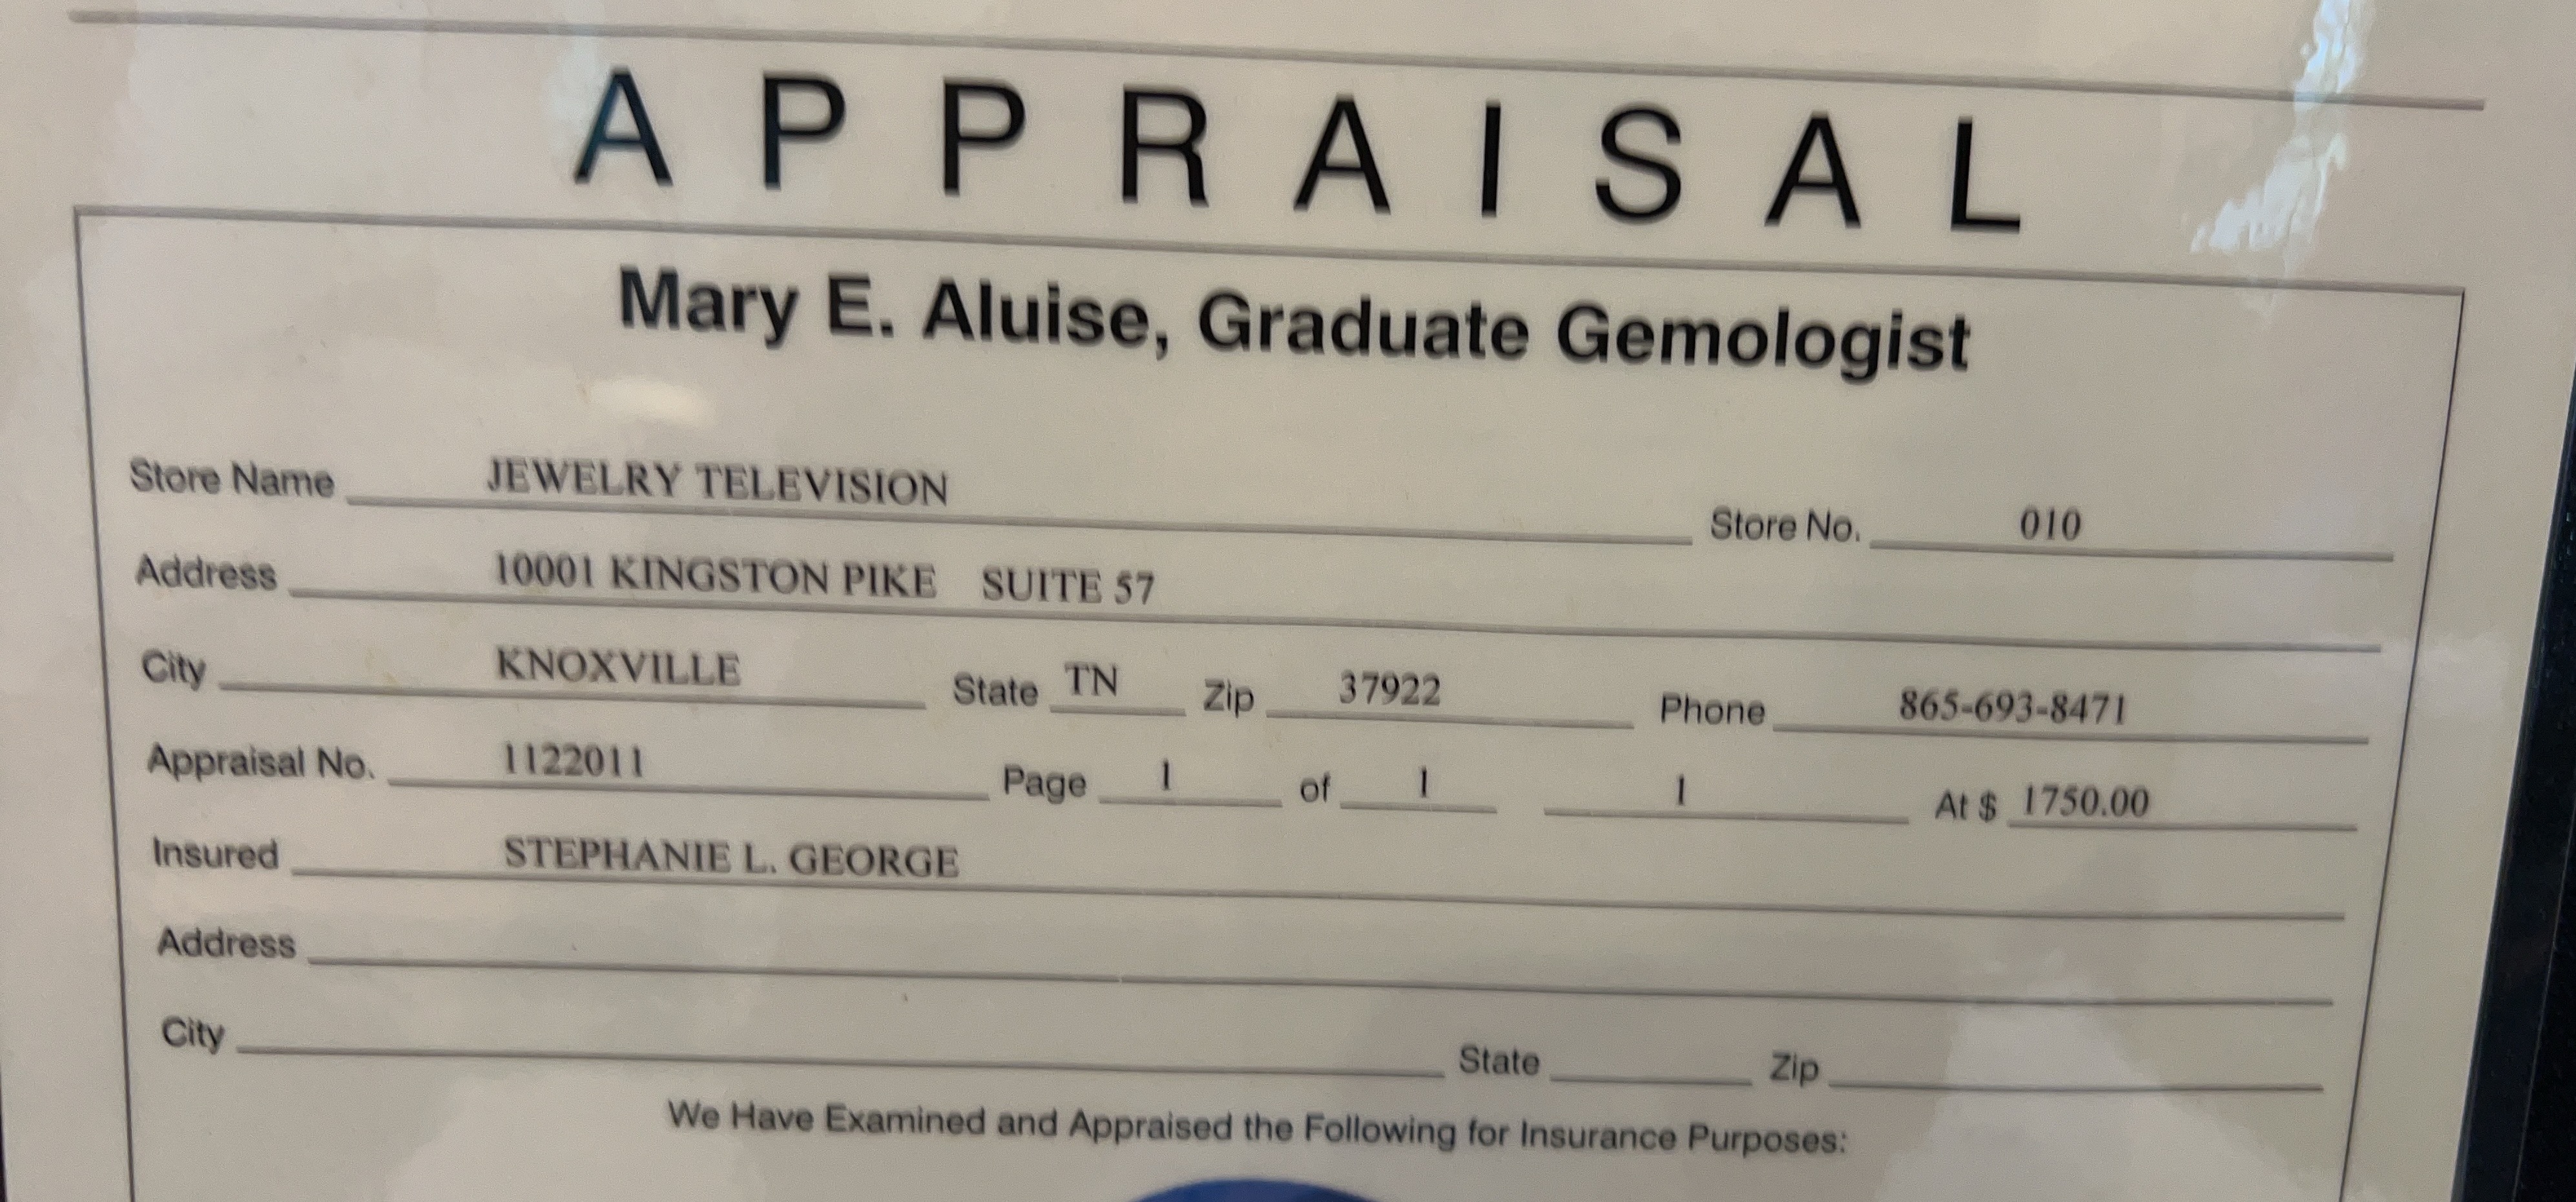 APPRAISAL
Mary E. Aluise, Graduate Gemologist
Store Name JEWELRY TELEVISION Store No. 010
Address 10001 KINGSTON PIKE SUITE 57
City KNOXVILLE State TN Zip 37922 Phone 865-693-8471
Appraisal No. 1122011 Page 1 of 1 1 At $ 1750.00
Insured STEPHANIE L. GEORGE
Address
City State Zip
We Have Examined and Appraised the Following for Insurance Purposes: